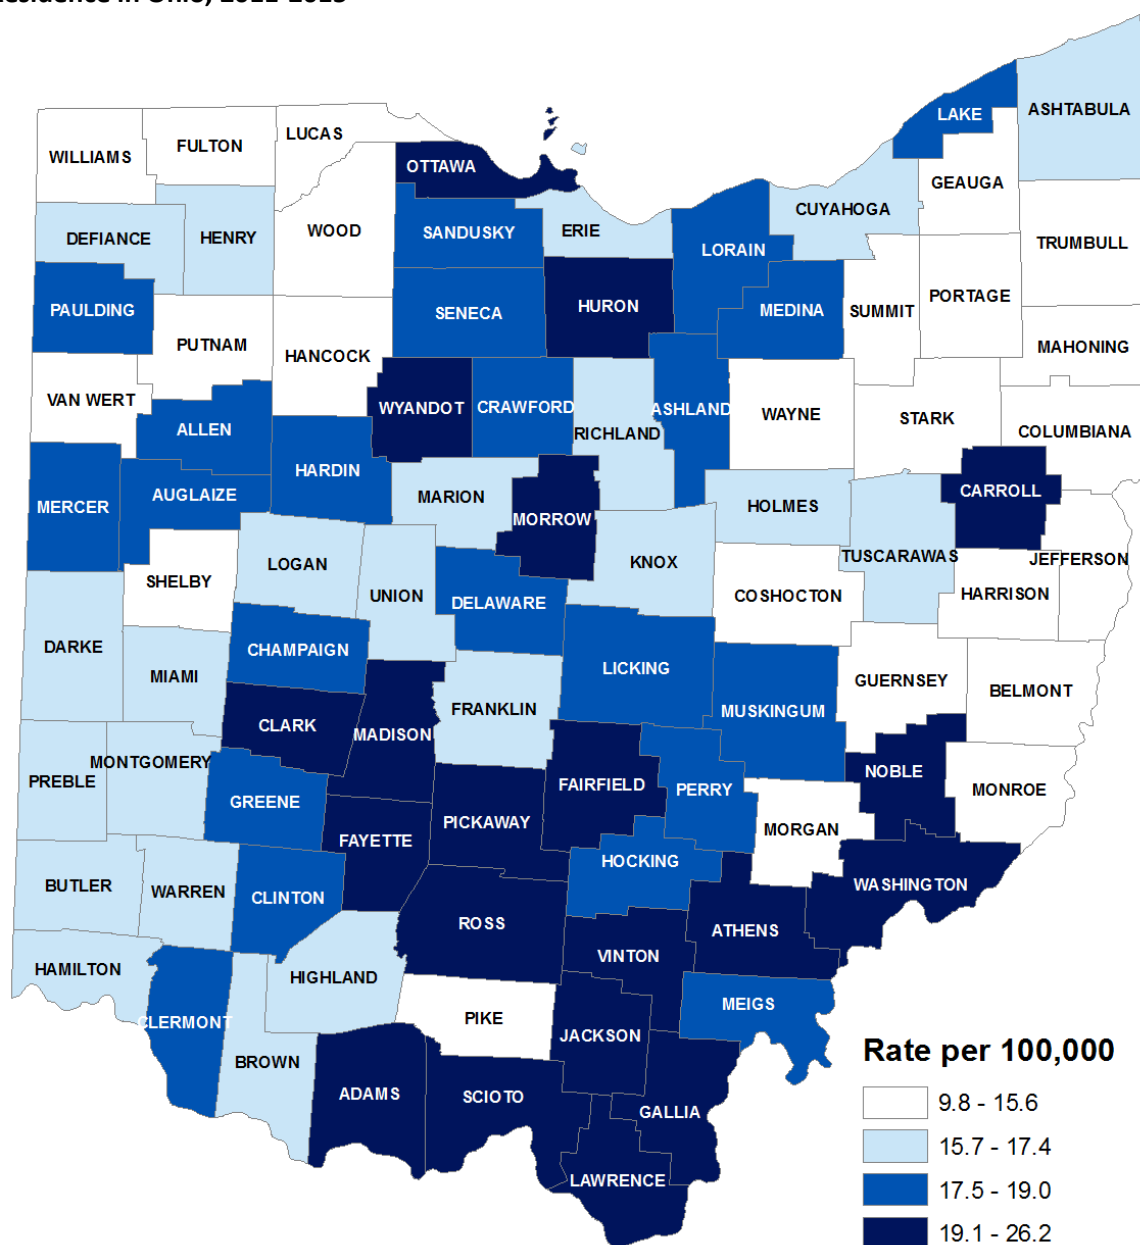 Residence in Ohio, 2011-2015
ASHTABULA
LAKE
LUCAS
FULTON
WILLIAMS
OTTAWA
GEAUGA
CUYAHOGA
WOOD
ERIE
SANDUSKY
HENRY
DEFIANCE
TRUMBULL
LORAIN
PORTAGE
HURON
PAULDING
MEDINA
SUMMIT
SENECA
PUTNAM
MAHONING
HANCOCK
VAN WERT
WYANDOT
CRAWFORD
ASHLAND
WAYNE
STARK
ALLEN
COLUMBIANA
RICHLAND
HARDIN
CARROLL
AUGLAIZE
MARION
MERCER
HOLMES
MORROW
TUSCARAWAS
JEFFERSON
LOGAN
KNOX
SHELBY
UNION
COSHOCTON
HARRISON
DELAWARE
DARKE
CHAMPAIGN
LICKING
MIAMI
GUERNSEY
BELMONT
FRANKLIN
MUSKINGUM
CLARK
MADISON
MONTGOMERY
NOBLE
PREBLE
FAIRFIELD
PERRY
MONROE
GREENE
PICKAWAY
MORGAN
FAYETTE
HOCKING
BUTLER
WARREN
WASHINGTON
CLINTON
ROSS
ATHENS
VINTON
HAMILTON
HIGHLAND
MEIGS
PIKE
CLERMONT
JACKSON
BROWN
ADAMS
SCIOTO
GALLIA
LAWRENCE
Rate per 100,000
9.8 - 15.6
15.7 - 17.4
17.5 - 19.0
19.1 - 26.2